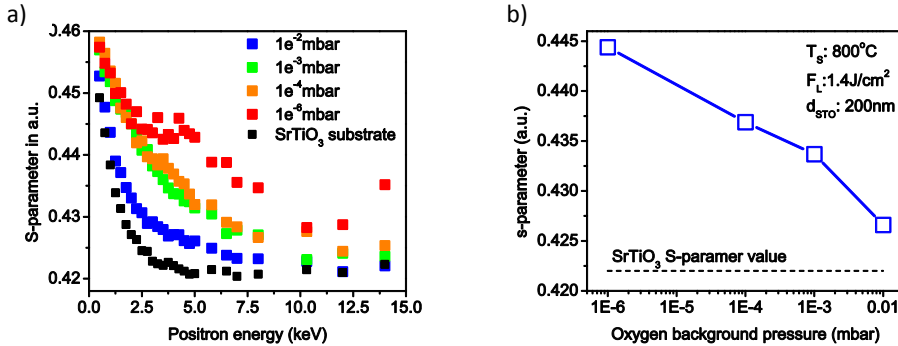 a)
S-parameter in a.u.
0.46
0.45
0.44
0.43
0.42
0.0 2.5 5.0 7.5 10.0 12.5 15.0
Positron energy (keV)
1e⁻²mbar
1e⁻³mbar
1e⁻⁴mbar
1e⁻⁶mbar
SrTiO₃ substrate
b)
s-parameter (a.u.)
0.445
0.440
0.435
0.430
0.425
0.420
1E-6 1E-5 1E-4 1E-3 0.01
Oxygen background pressure (mbar)
T_S: 800°C
F_L:1.4J/cm²
d_STO: 200nm
SrTiO₃ S-paramer value